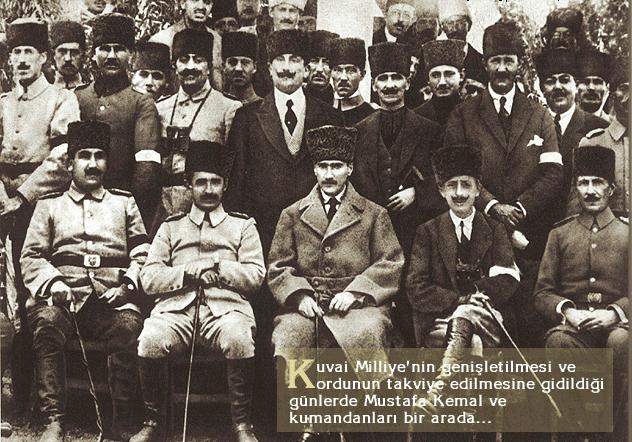 Kuvai Milliye'nin genişletilmesi ve
ordunun takviye edilmesine gidildiği
günlerde Mustafa Kemal ve
kumandanları bir arada...